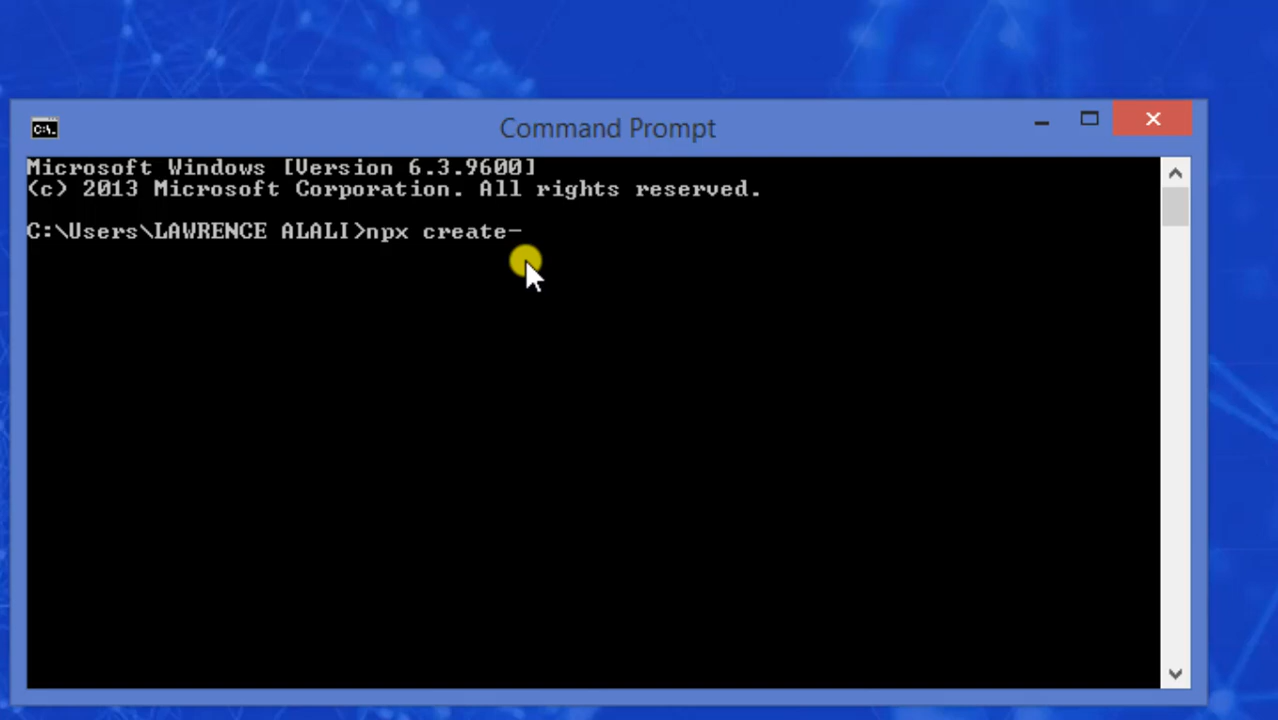 C:\.
Command Prompt
Microsoft Windows [Version 6.3.9600]
(c) 2013 Microsoft Corporation. All rights reserved.
C:\Users\LAWRENCE ALALI>npx create-